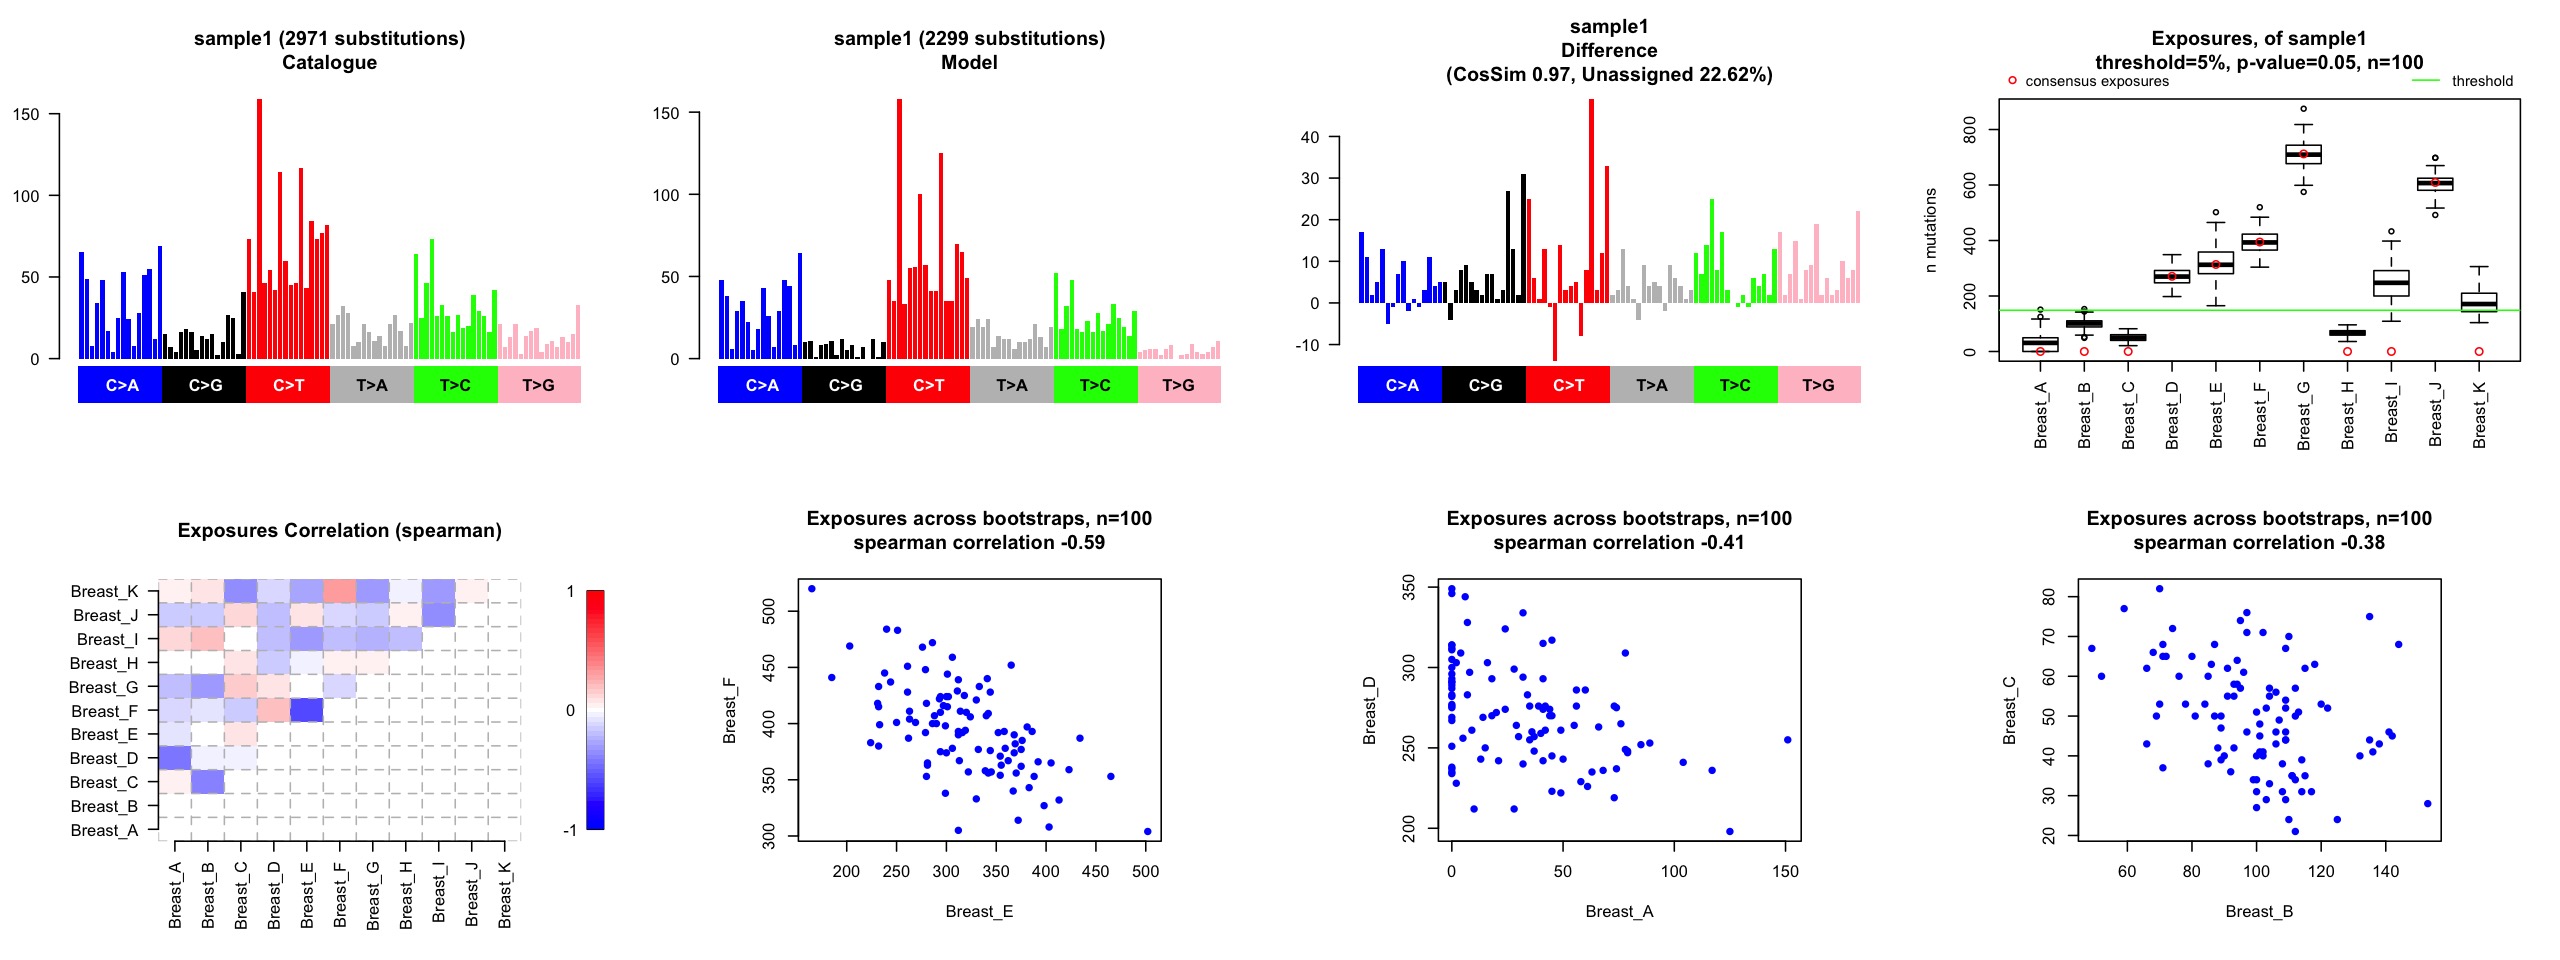 sample1 (2971 substitutions)
Catalogue
150
100
50
0
C>A C>G C>T T>A T>C T>G
sample1 (2299 substitutions)
Model
150
100
50
0
C>A C>G C>T T>A T>C T>G
sample1
Difference
(CosSim 0.97, Unassigned 22.62%)
40
30
20
10
0
-10
C>A C>G C>T T>A T>C T>G
Exposures, of sample1
threshold=5%, p-value=0.05, n=100
consensus exposures threshold
n mutations
800
600
400
200
0
Breast_A
Breast_B
Breast_C
Breast_D
Breast_E
Breast_F
Breast_G
Breast_H
Breast_I
Breast_J
Breast_K
Exposures Correlation (spearman)
Breast_K
Breast_J
Breast_I
Breast_H
Breast_G
Breast_F
Breast_E
Breast_D
Breast_C
Breast_B
Breast_A
Breast_A
Breast_B
Breast_C
Breast_D
Breast_E
Breast_F
Breast_G
Breast_H
Breast_I
Breast_J
Breast_K
1
0
-1
Exposures across bootstraps, n=100
spearman correlation -0.59
Breast_F
500
450
400
350
300
200 250 300 350 400 450 500
Breast_E
Exposures across bootstraps, n=100
spearman correlation -0.41
Breast_D
350
300
250
200
0 50 100 150
Breast_A
Exposures across bootstraps, n=100
spearman correlation -0.38
Breast_C
80
70
60
50
40
30
20
60 80 100 120 140
Breast_B